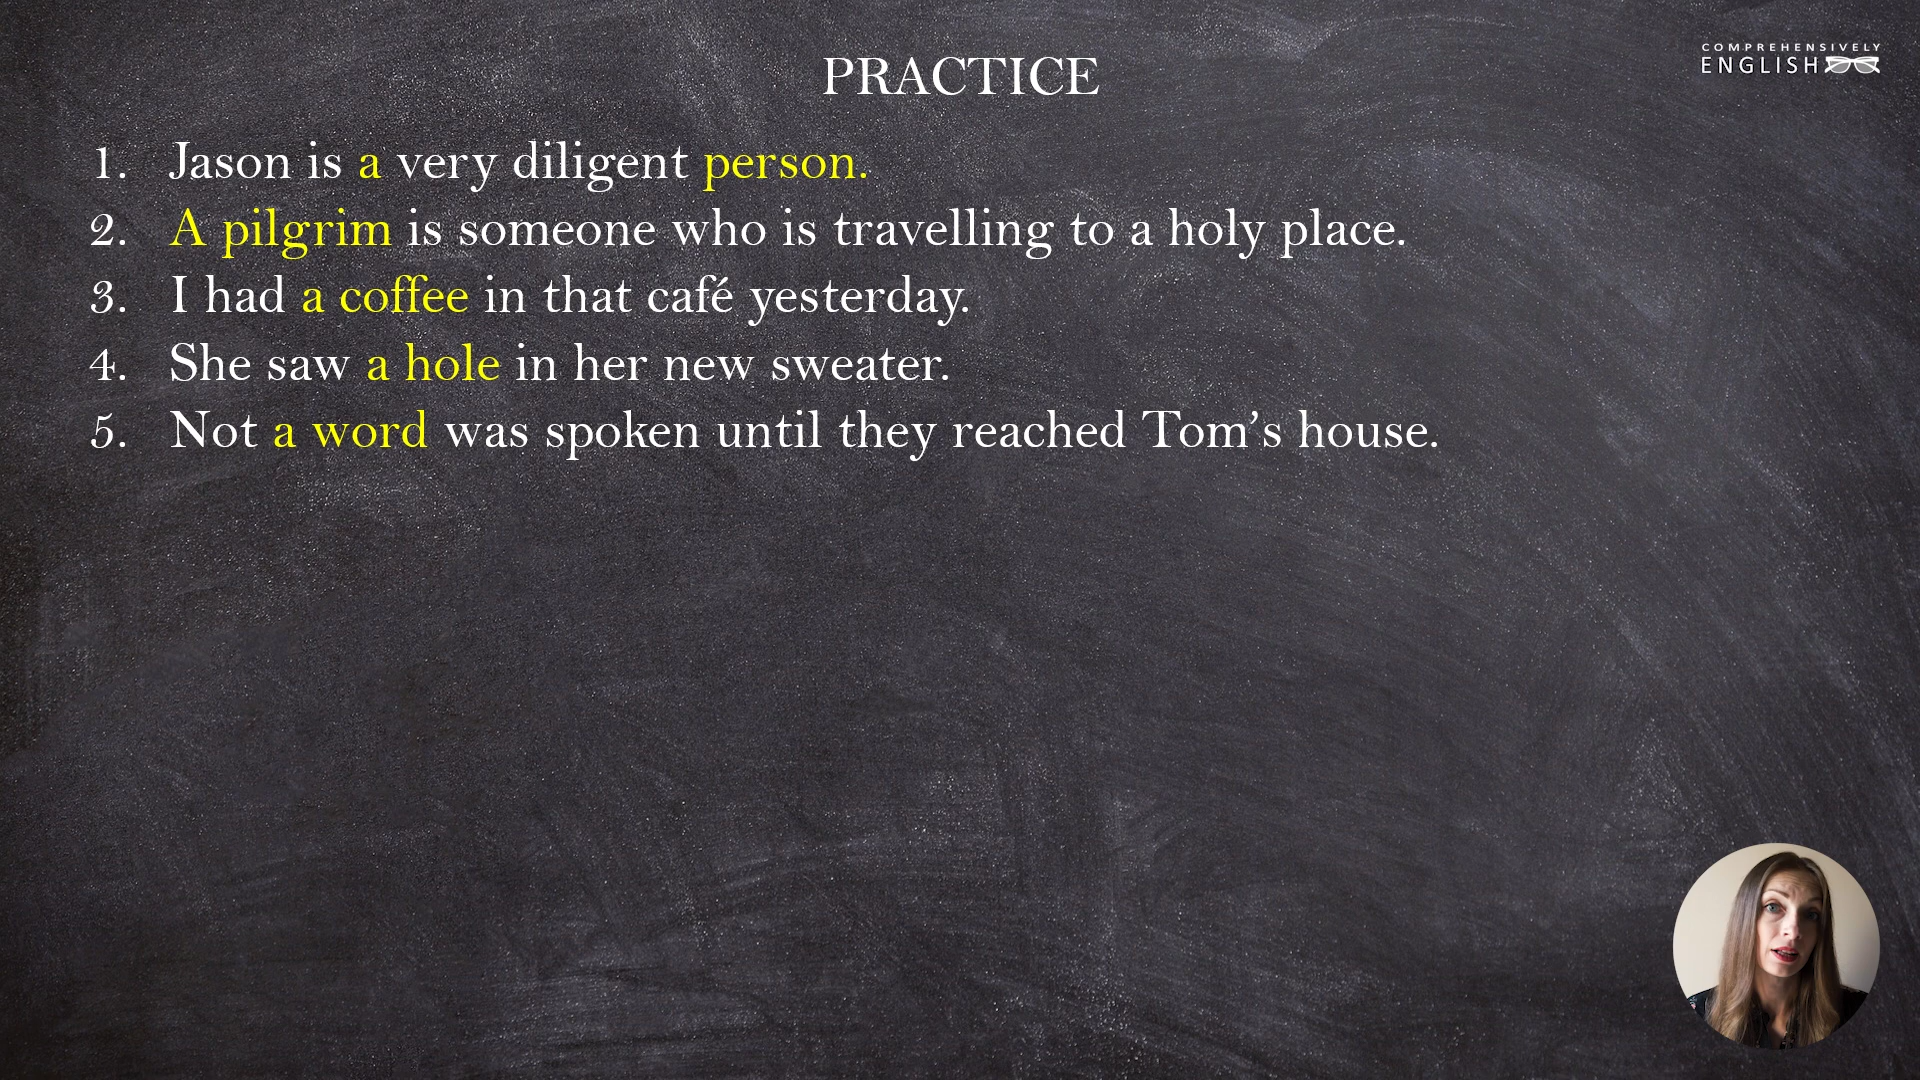 PRACTICE
COMPREHENSIVELY
ENGLISH
1. Jason is a very diligent person.
2. A pilgrim is someone who is travelling to a holy place.
3. I had a coffee in that café yesterday.
4. She saw a hole in her new sweater.
5. Not a word was spoken until they reached Tom’s house.